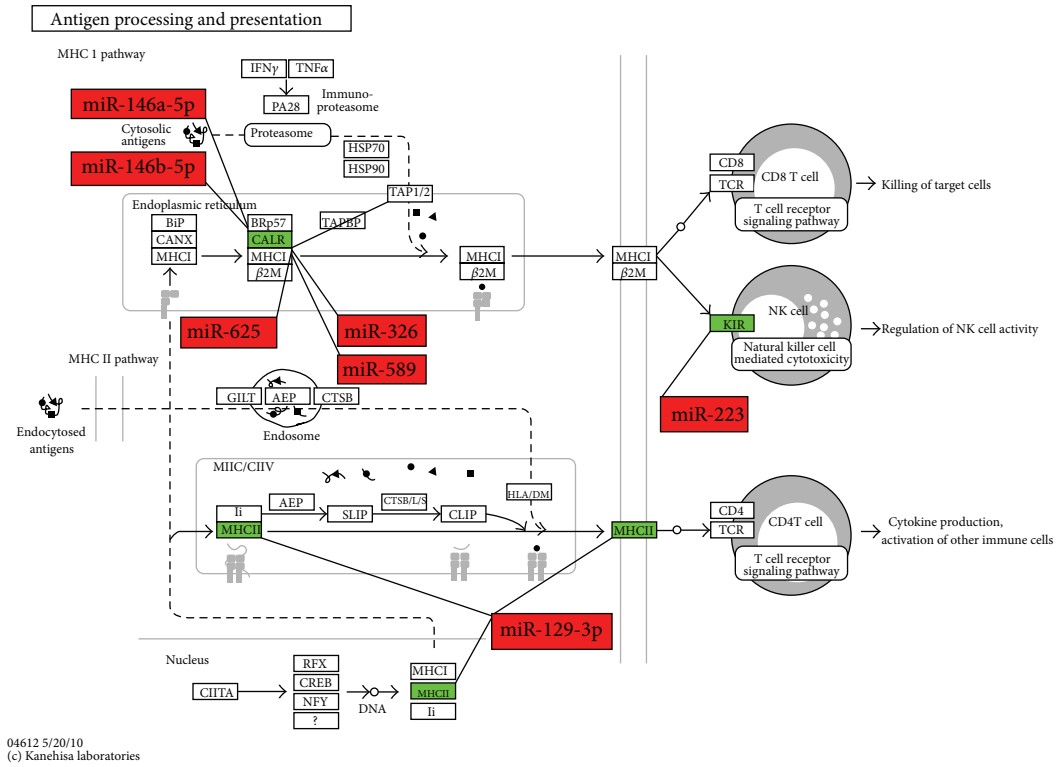 Antigen processing and presentation
MHC 1 pathway
IFNγ
TNFα
PA28
Immuno-
proteasome
miR-146a-5p
Cytosolic
antigens
Proteasome
HSP70
HSP90
miR-146b-5p
TAP1/2
Endoplasmic reticulum
BiP
CANX
MHCI
BRp57
CALR
MHCI
β2M
TAPBP
MHCI
β2M
MHCI
β2M
CD8
TCR
CD8 T cell
T cell receptor
signaling pathway
Killing of target cells
miR-625
miR-326
miR-589
KIR
NK cell
Natural killer cell
mediated cytotoxicity
Regulation of NK cell activity
miR-223
MHC II pathway
Endocytosed
antigens
GILT
AEP
CTSB
Endosome
MIIC/CIIV
Ii
MHCII
AEP
SLIP
CTSB/L/S
CLIP
HLA/DM
MHCII
CD4
TCR
CD4T cell
T cell receptor
signaling pathway
Cytokine production,
activation of other immune cells
miR-129-3p
Nucleus
CIITA
RFX
CREB
NFY
?
DNA
MHCI
MHCII
Ii
04612 5/20/10
(c) Kanehisa laboratories